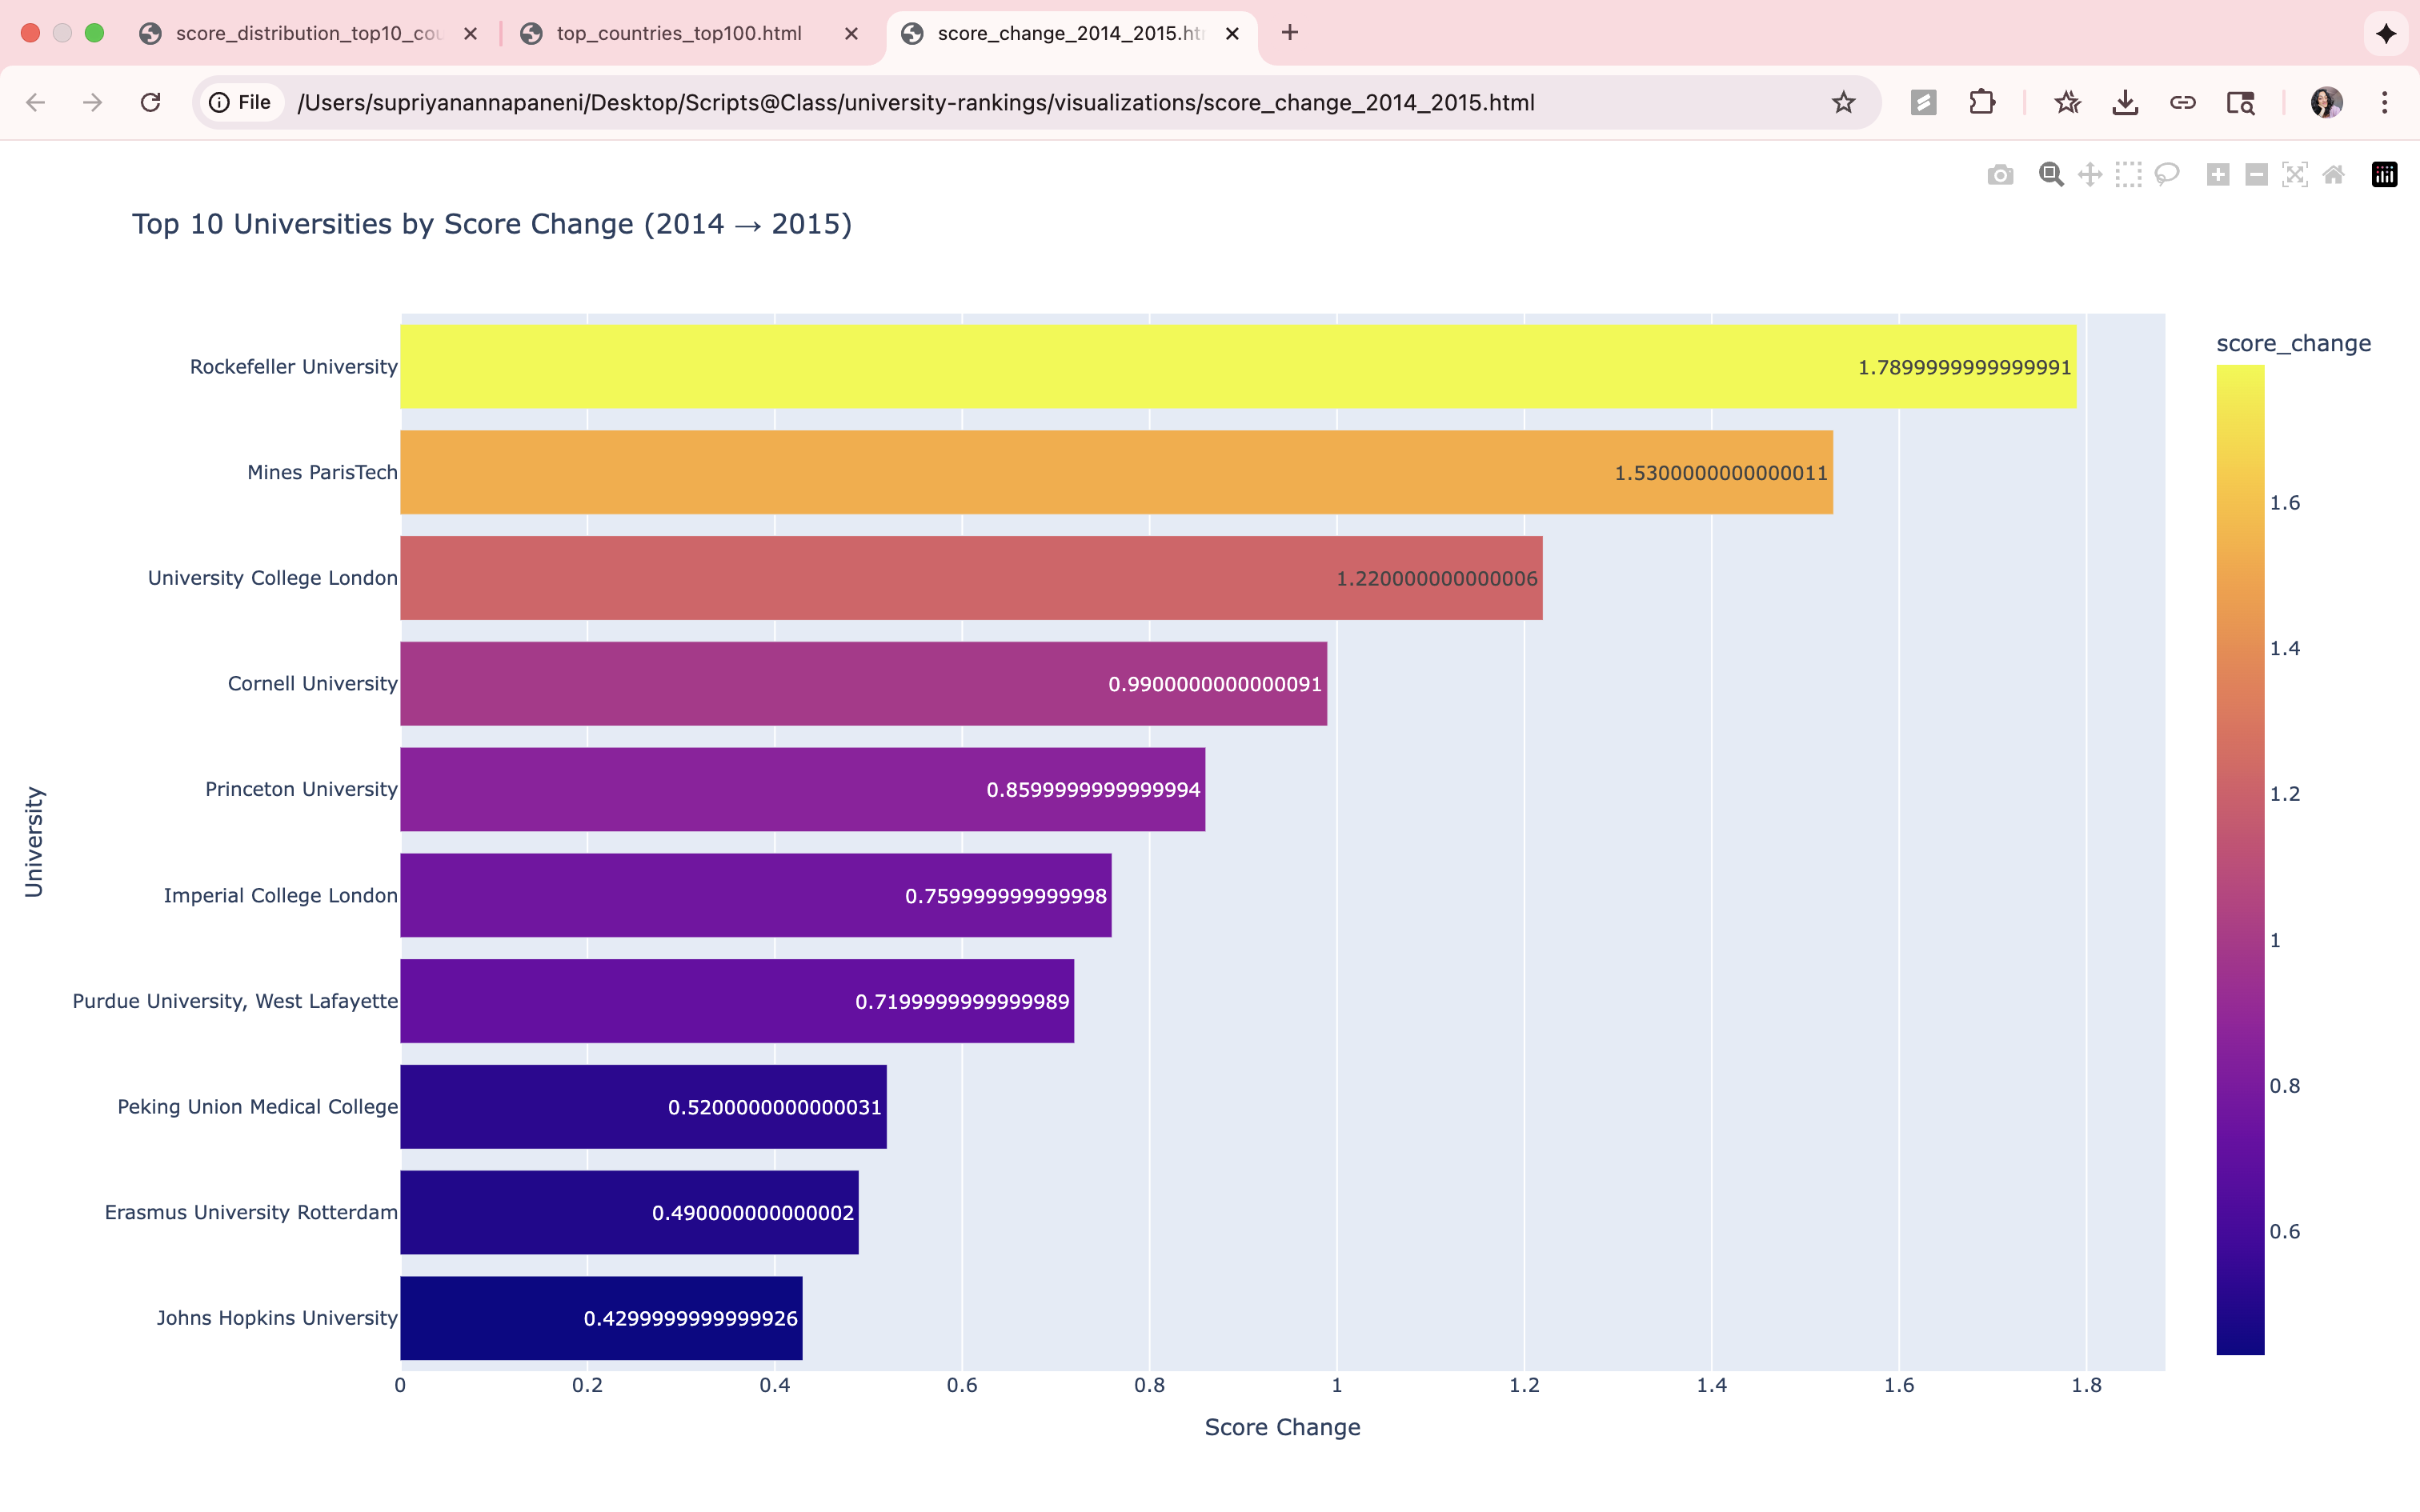 score_distribution_top10_cou
top_countries_top100.html
score_change_2014_2015.ht
File /Users/supriyanannapaneni/Desktop/Scripts@Class/university-rankings/visualizations/score_change_2014_2015.html
Top 10 Universities by Score Change (2014 → 2015)
University
Rockefeller University 1.7899999999999991
Mines ParisTech 1.5300000000000011
University College London 1.220000000000006
Cornell University 0.9900000000000091
Princeton University 0.8599999999999994
Imperial College London 0.759999999999998
Purdue University, West Lafayette 0.7199999999999989
Peking Union Medical College 0.5200000000000031
Erasmus University Rotterdam 0.490000000000002
Johns Hopkins University 0.4299999999999926
0 0.2 0.4 0.6 0.8 1 1.2 1.4 1.6 1.8
Score Change
score_change
1.6
1.4
1.2
1
0.8
0.6